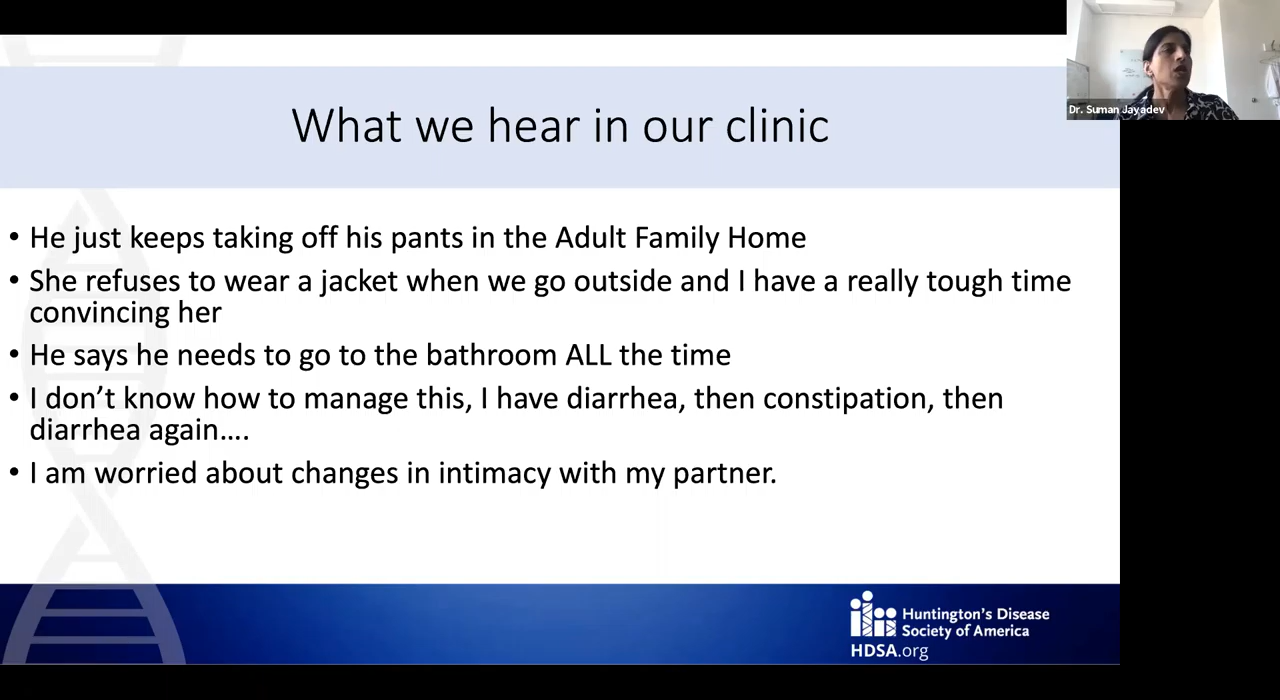 Dr. Suman Jayadev
What we hear in our clinic
• He just keeps taking off his pants in the Adult Family Home
• She refuses to wear a jacket when we go outside and I have a really tough time
convincing her
• He says he needs to go to the bathroom ALL the time
• I don’t know how to manage this, I have diarrhea, then constipation, then
diarrhea again….
• I am worried about changes in intimacy with my partner.
Huntington’s Disease
Society of America
HDSA.org